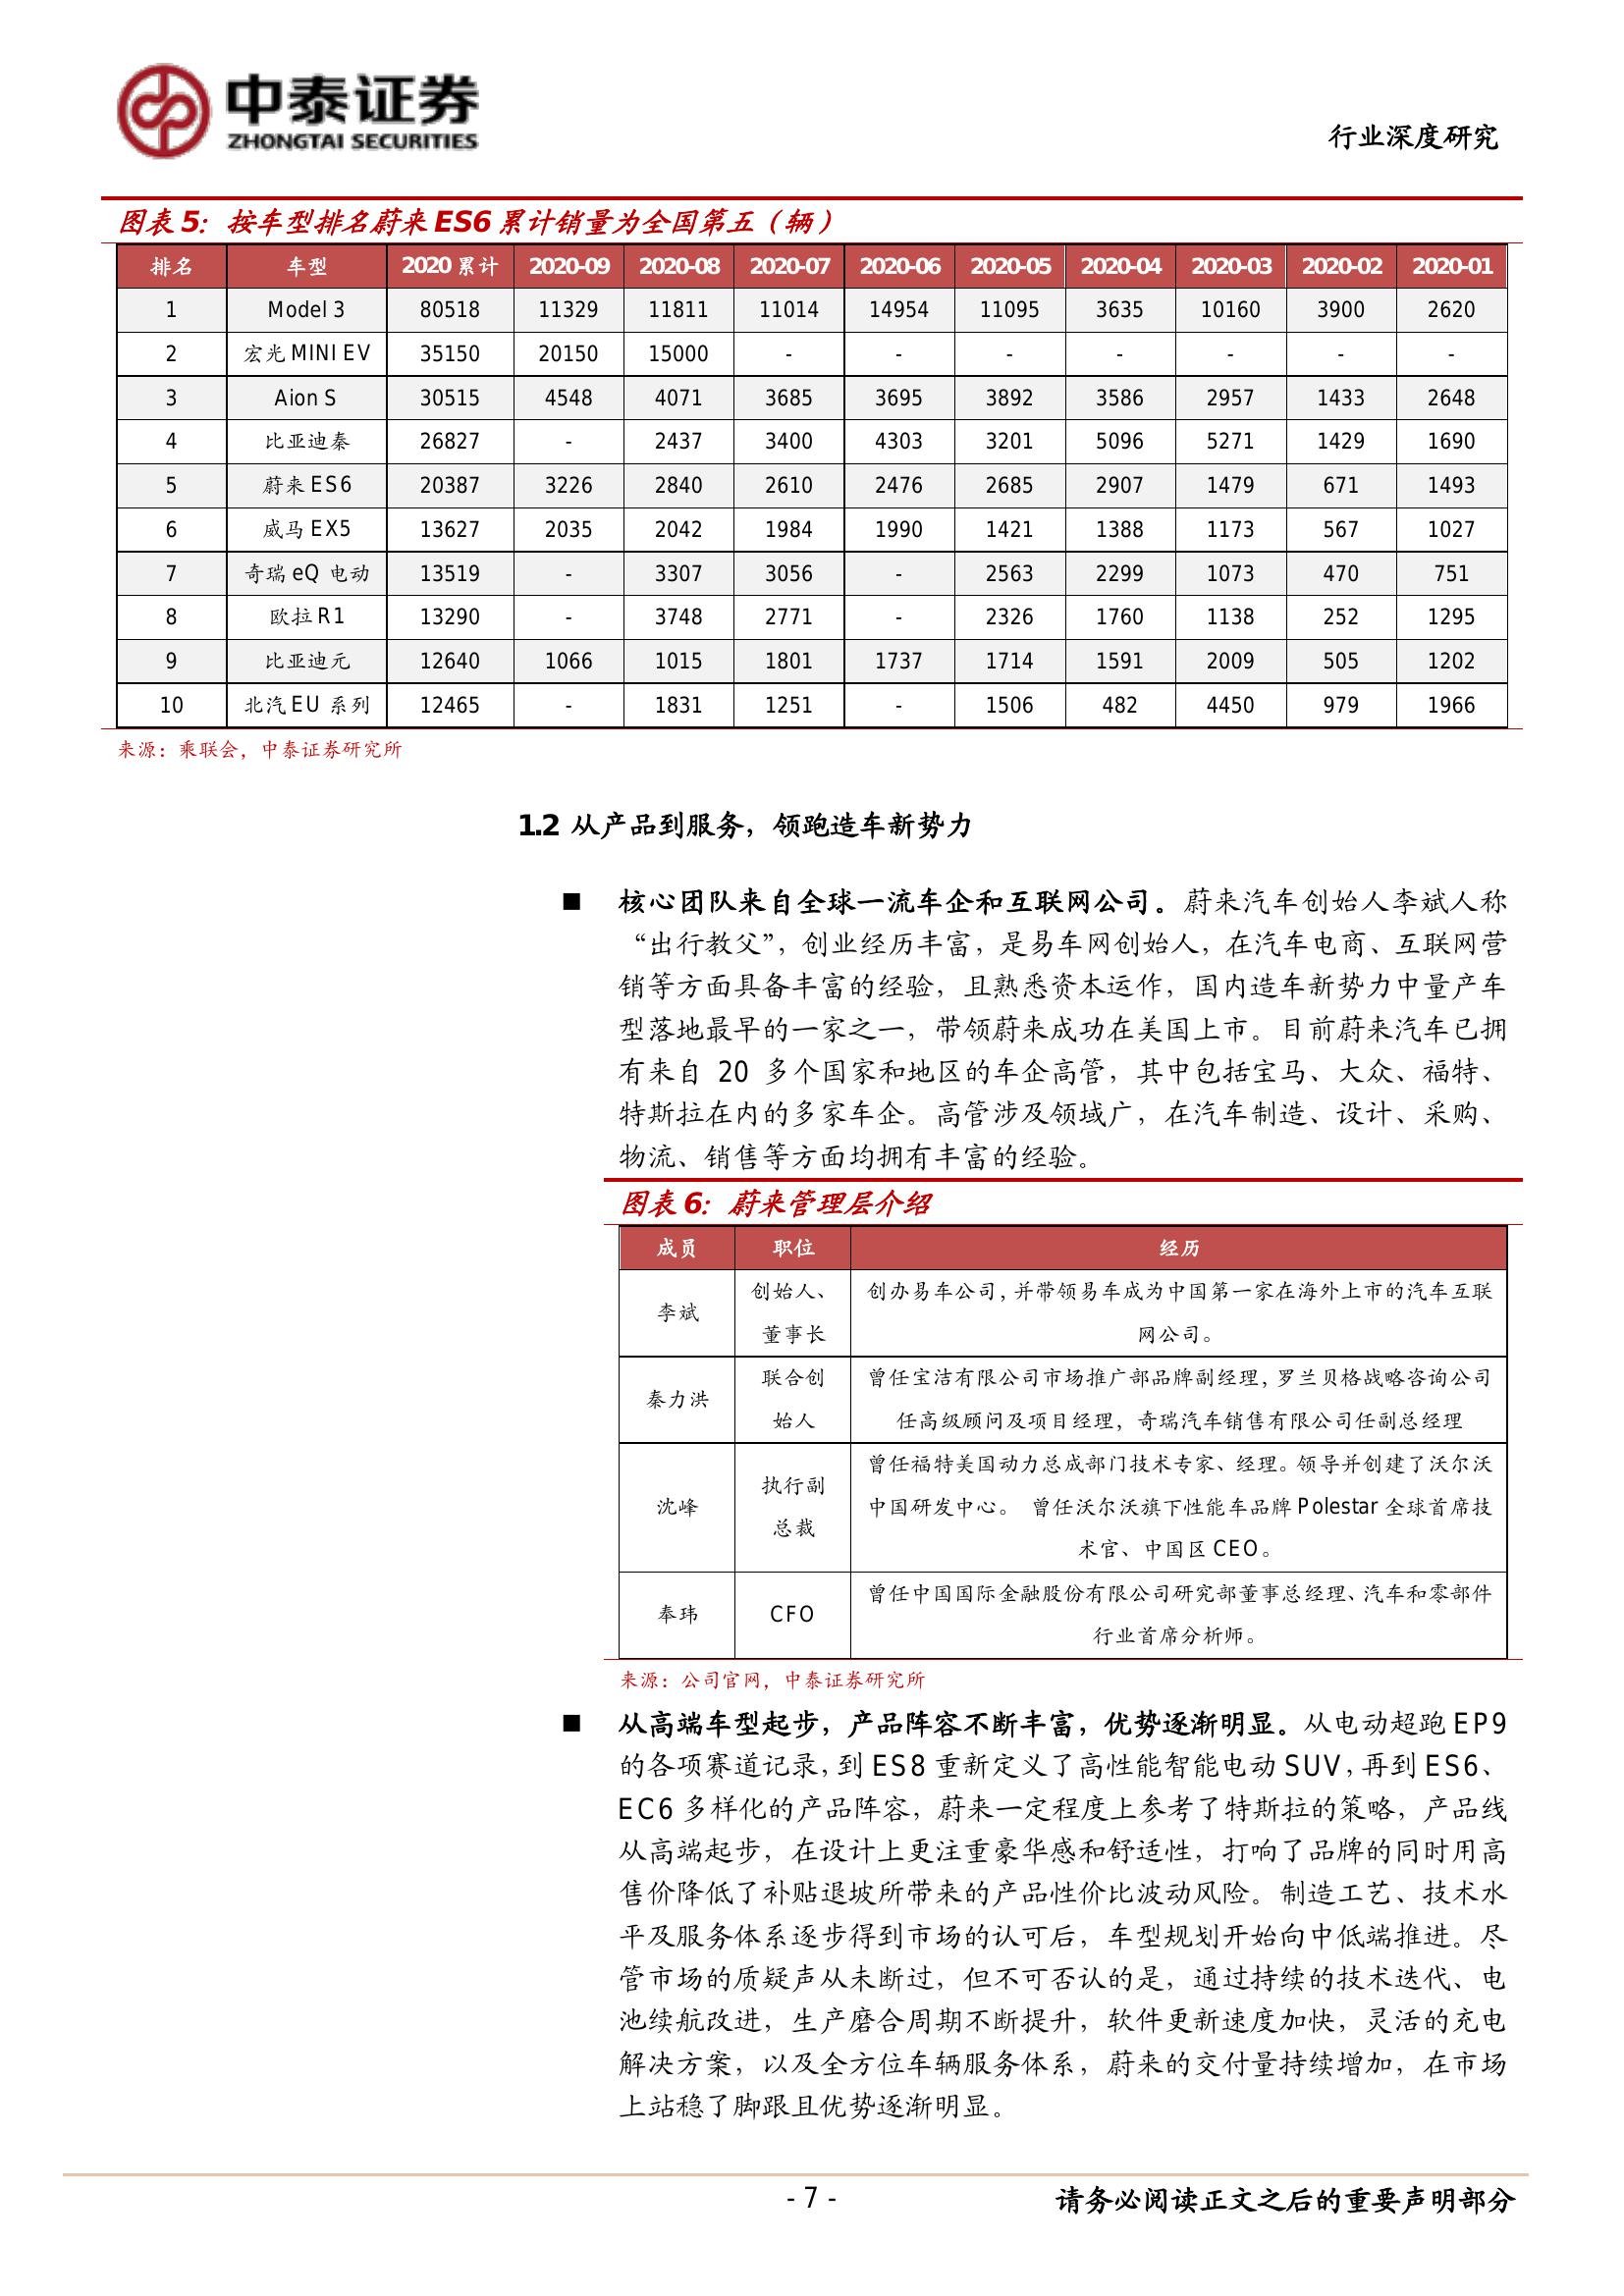 中泰证券
ZHONGTAI SECURITIES
行业深度研究
图表 5：按车型排名蔚来 ES6 累计销量为全国第五（辆）
排名 车型 2020 累计 2020-09 2020-08 2020-07 2020-06 2020-05 2020-04 2020-03 2020-02 2020-01
1 Model 3 80518 11329 11811 11014 14954 11095 3635 10160 3900 2620
2 宏光 MINI EV 35150 20150 15000 - - - - - - -
3 Aion S 30515 4548 4071 3685 3695 3892 3586 2957 1433 2648
4 比亚迪秦 26827 - 2437 3400 4303 3201 5096 5271 1429 1690
5 蔚来 ES6 20387 3226 2840 2610 2476 2685 2907 1479 671 1493
6 威马 EX5 13627 2035 2042 1984 1990 1421 1388 1173 567 1027
7 奇瑞 eQ 电动 13519 - 3307 3056 - 2563 2299 1073 470 751
8 欧拉 R1 13290 - 3748 2771 - 2326 1760 1138 252 1295
9 比亚迪元 12640 1066 1015 1801 1737 1714 1591 2009 505 1202
10 北汽 EU 系列 12465 - 1831 1251 - 1506 482 4450 979 1966
来源：乘联会，中泰证券研究所
1.2 从产品到服务，领跑造车新势力
■ 核心团队来自全球一流车企和互联网公司。蔚来汽车创始人李斌人称
“出行教父”，创业经历丰富，是易车网创始人，在汽车电商、互联网营
销等方面具备丰富的经验，且熟悉资本运作，国内造车新势力中量产车
型落地最早的一家之一，带领蔚来成功在美国上市。目前蔚来汽车已拥
有来自 20 多个国家和地区的车企高管，其中包括宝马、大众、福特、
特斯拉在内的多家车企。高管涉及领域广，在汽车制造、设计、采购、
物流、销售等方面均拥有丰富的经验。
图表 6：蔚来管理层介绍
成员 职位 经历
李斌
创始人、
董事长
创办易车公司，并带领易车成为中国第一家在海外上市的汽车互联
网公司。
秦力洪
联合创
始人
曾任宝洁有限公司市场推广部品牌副经理，罗兰贝格战略咨询公司
任高级顾问及项目经理，奇瑞汽车销售有限公司任副总经理
沈峰
执行副
总裁
曾任福特美国动力总成部门技术专家、经理。领导并创建了沃尔沃
中国研发中心。 曾任沃尔沃旗下性能车品牌 Polestar 全球首席技
术官、中国区 CEO。
奉玮
CFO
曾任中国国际金融股份有限公司研究部董事总经理、汽车和零部件
行业首席分析师。
来源：公司官网，中泰证券研究所
■ 从高端车型起步，产品阵容不断丰富，优势逐渐明显。从电动超跑 EP9
的各项赛道记录，到 ES8 重新定义了高性能智能电动 SUV，再到 ES6、
EC6 多样化的产品阵容，蔚来一定程度上参考了特斯拉的策略，产品线
从高端起步，在设计上更注重豪华感和舒适性，打响了品牌的同时用高
售价降低了补贴退坡所带来的产品性价比波动风险。制造工艺、技术水
平及服务体系逐步得到市场的认可后，车型规划开始向中低端推进。尽
管市场的质疑声从未断过，但不可否认的是，通过持续的技术迭代、电
池续航改进，生产磨合周期不断提升，软件更新速度加快，灵活的充电
解决方案，以及全方位车辆服务体系，蔚来的交付量持续增加，在市场
上站稳了脚跟且优势逐渐明显。
- 7 -
请务必阅读正文之后的重要声明部分